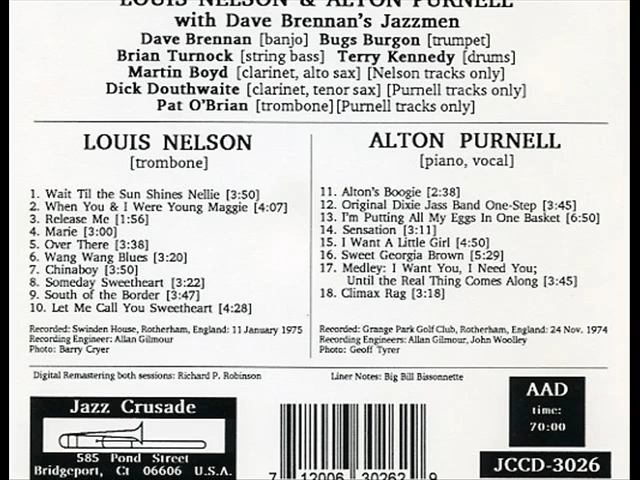 LOUIS NELSON & ALTON PURNELL
with Dave Brennan's Jazzmen
Dave Brennan [banjo] Bugs Burgon [trumpet]
Brian Turnock [string bass] Terry Kennedy [drums]
Martin Boyd [clarinet, alto sax] [Nelson tracks only]
Dick Douthwaite [clarinet, tenor sax] [Purnell tracks only]
Pat O'Brian [trombone][Purnell tracks only]
LOUIS NELSON
[trombone]
1. Wait Til the Sun Shines Nellie [3:50]
2. When You & I Were Young Maggie [4:07]
3. Release Me [1:56]
4. Marie [3:00]
5. Over There [3:38]
6. Wang Wang Blues [3:20]
7. Chinaboy [3:50]
8. Someday Sweetheart [3:22]
9. South of the Border [3:47]
10. Let Me Call You Sweetheart [4:28]
Recorded: Swinden House, Rotherham, England: 11 January 1975
Recording Engineer: Allan Gilmour
Photo: Barry Cryer
ALTON PURNELL
[piano, vocal]
11. Alton's Boogie [2:38]
12. Original Dixie Jass Band One-Step [3:45]
13. I'm Putting All My Eggs In One Basket [6:50]
14. Sensation [3:11]
15. I Want A Little Girl [4:50]
16. Sweet Georgia Brown [5:29]
17. Medley: I Want You, I Need You;
Until the Real Thing Comes Along [3:45]
18. Climax Rag [3:18]
Recorded: Grange Park Golf Club, Rotherham, England: 24 Nov. 1974
Recording Engineers: Allan Gilmour, John Woolley
Photo: Geoff Tyrer
Digital Remastering both sessions: Richard P. Robinson
Liner Notes: Big Bill Bissonnette
Jazz Crusade
585 Pond Street
Bridgeport, Ct 06606 U.S.A.
7 12006 30262 9
AAD
time:
70:00
JCCD-3026